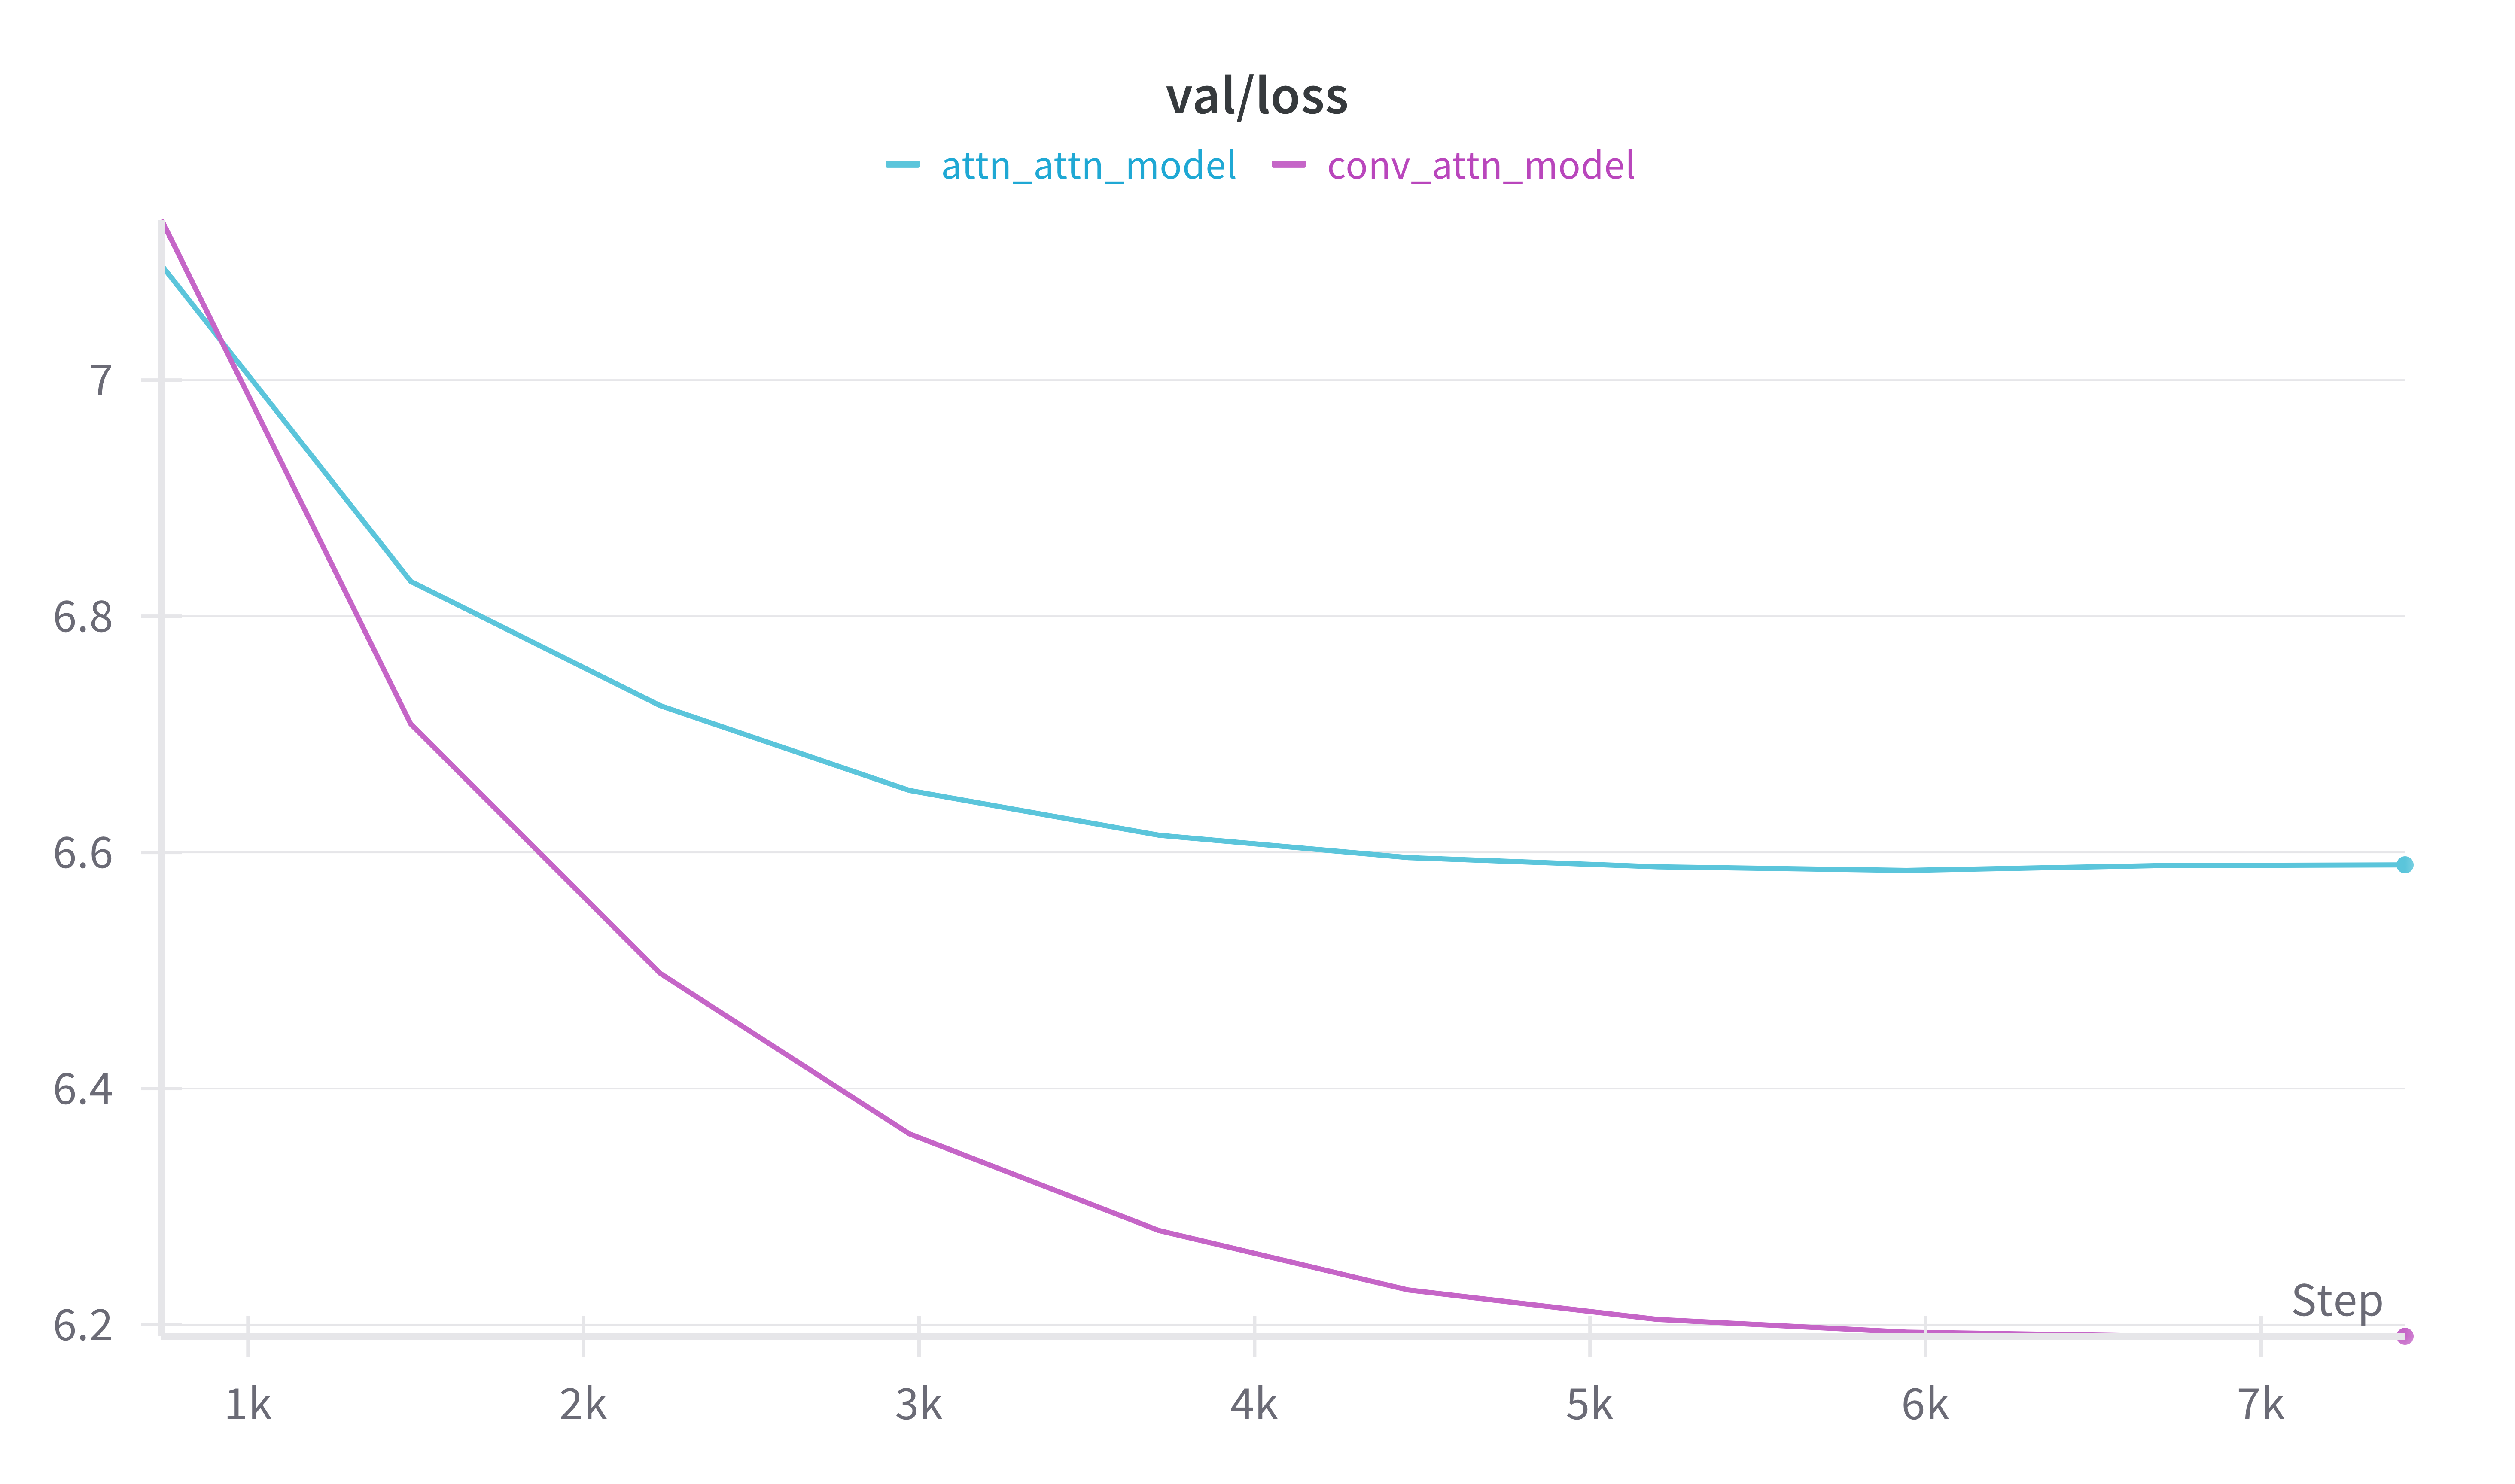 val/loss
attn_attn_model conv_attn_model
7
6.8
6.6
6.4
6.2
Step
1k 2k 3k 4k 5k 6k 7k